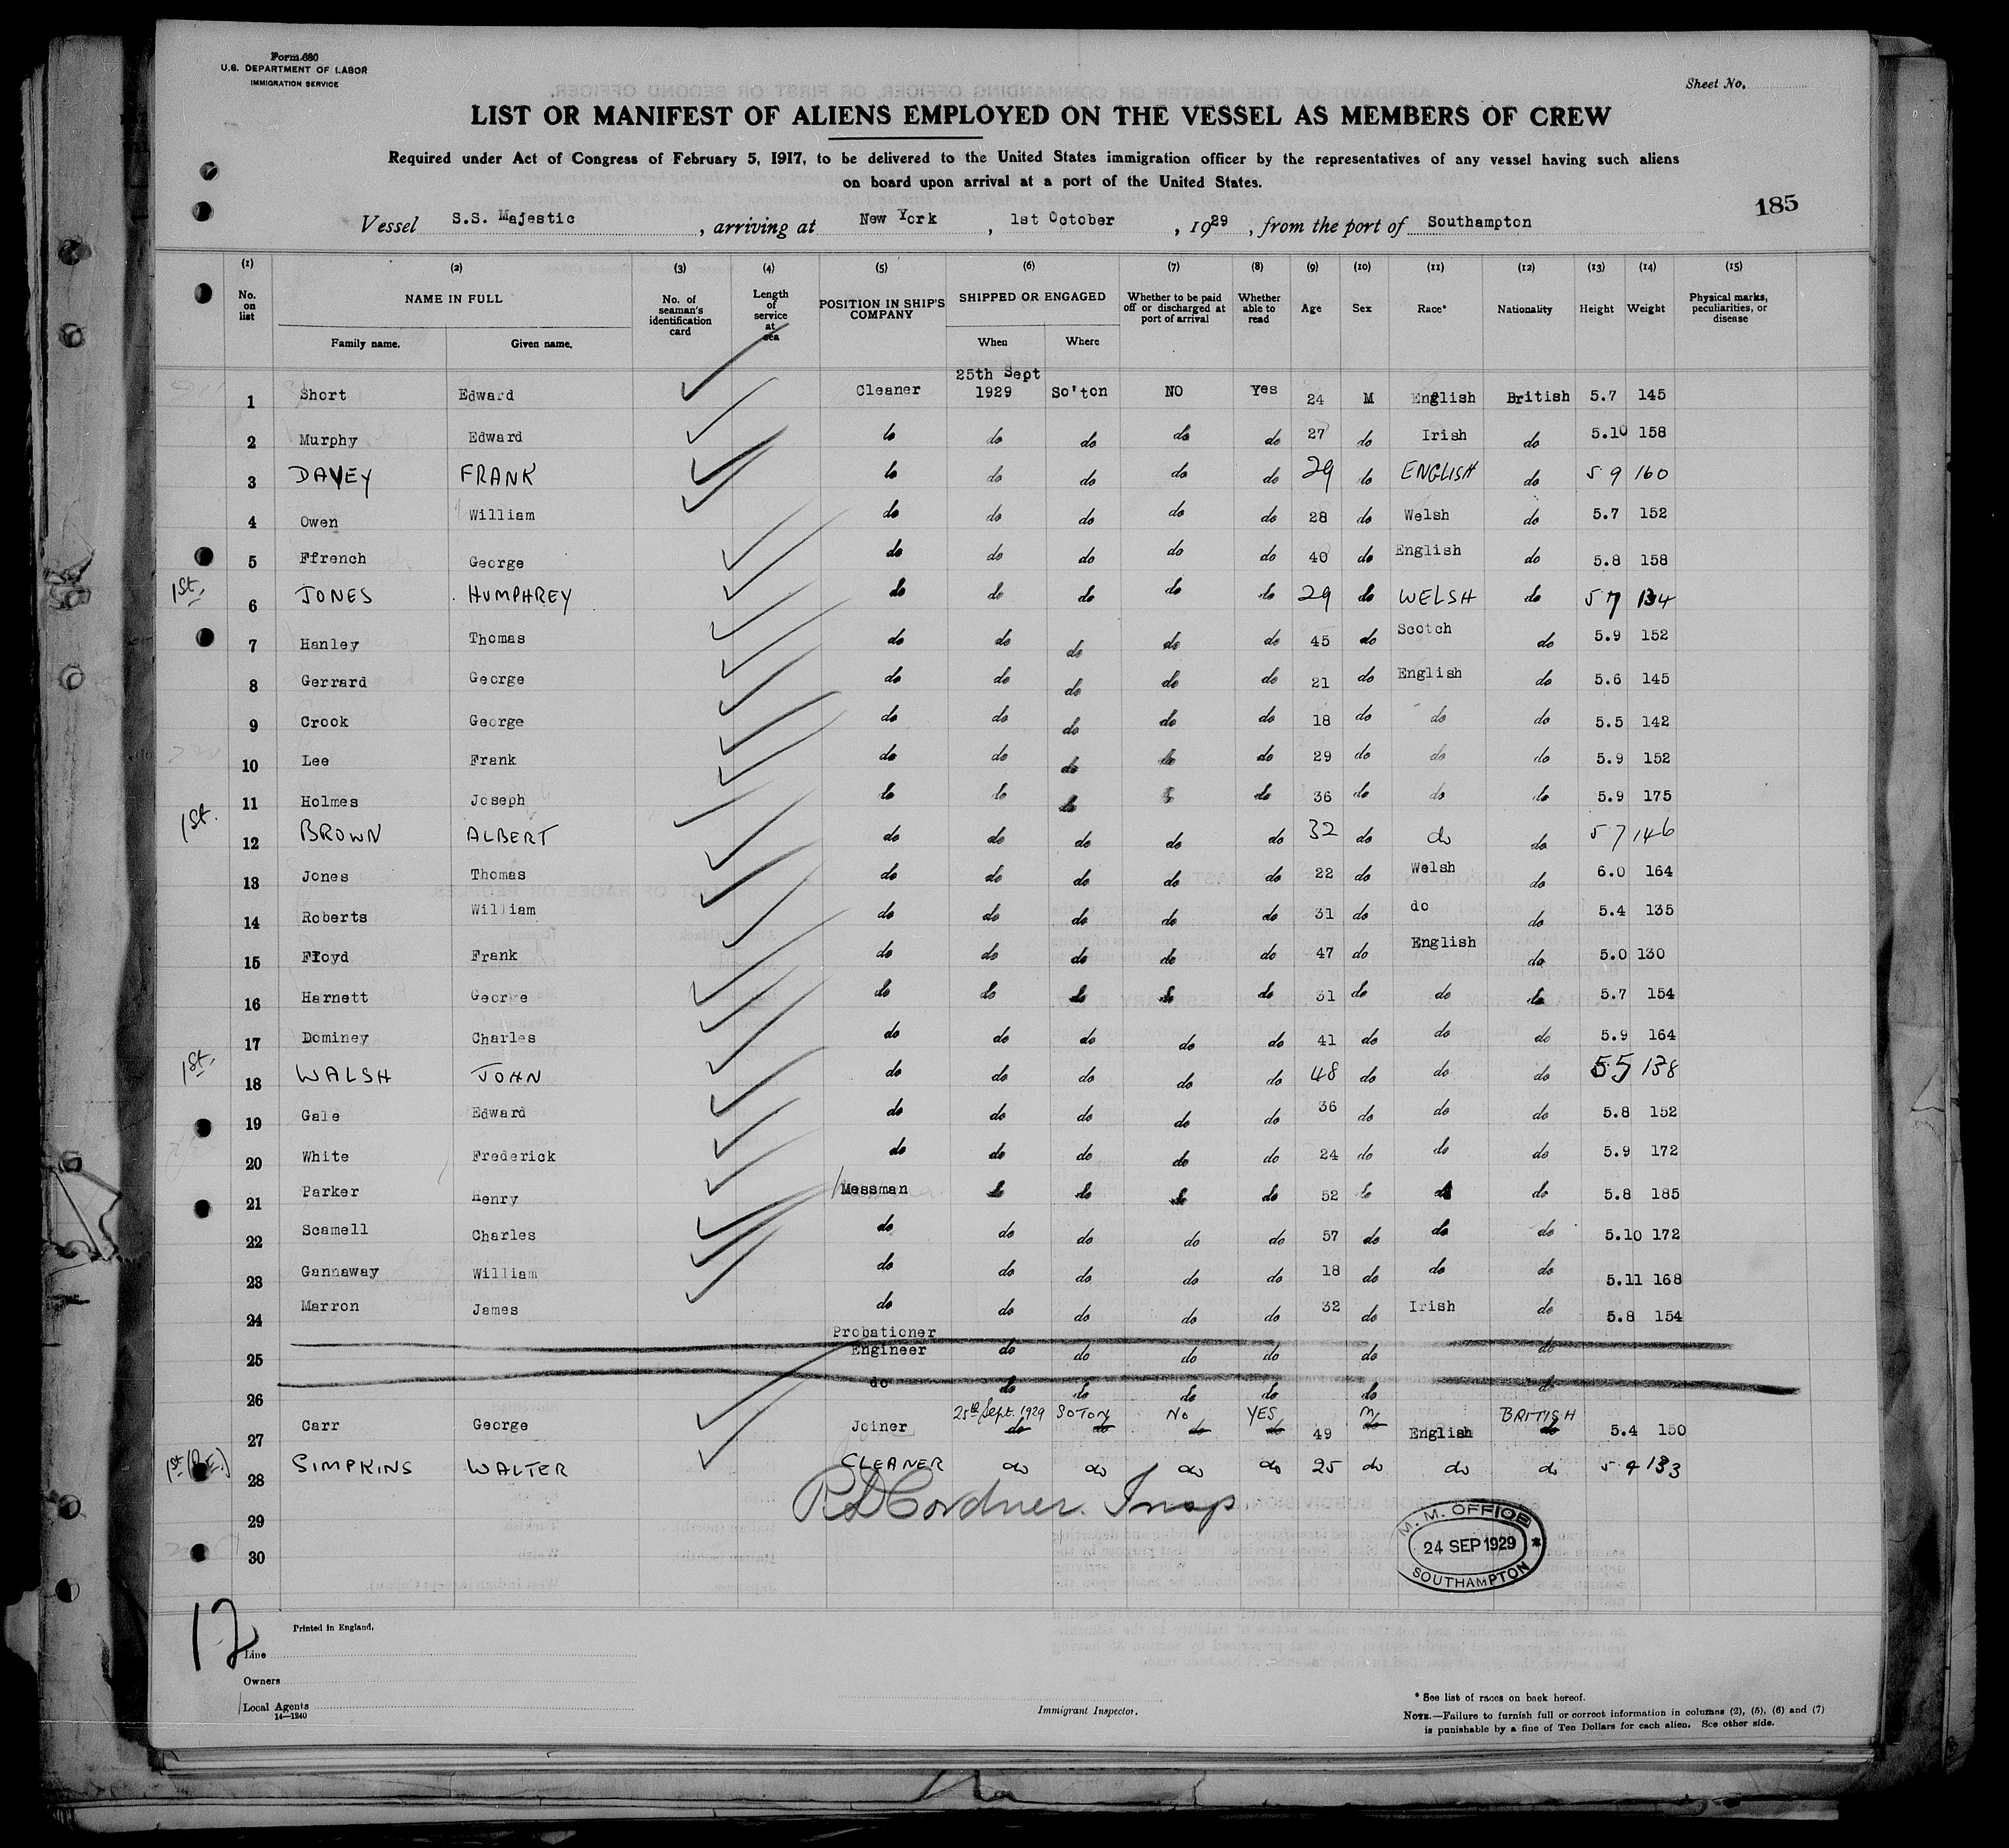 Form 680
U.S. DEPARTMENT OF LABOR
IMMIGRATION SERVICE
Sheet No.
LIST OR MANIFEST OF ALIENS EMPLOYED ON THE VESSEL AS MEMBERS OF CREW
Required under Act of Congress of February 5, 1917, to be delivered to the United States immigration officer by the representatives of any vessel having such aliens
on board upon arrival at a port of the United States.
185
Vessel S.S. Majestic, arriving at New York, 1st October, 1929, from the port of Southampton
(1) (2) (3) (4) (5) (6) (7) (8) (9) (10) (11) (12) (13) (14) (15)
No. on list NAME IN FULL No. of seaman's identification card Length of service at sea POSITION IN SHIP'S COMPANY SHIPPED OR ENGAGED Whether to be paid off or discharged at port of arrival Whether able to read Age Sex Race* Nationality Height Weight Physical marks, peculiarities, or disease
Family name. Given name. When Where
1 Short Edward Cleaner 25th Sept 1929 So'ton NO Yes 24 M English British 5.7 145
2 Murphy Edward do do do do do 27 do Irish do 5.10 158
3 DAVEY FRANK do do do do do 29 do ENGLISH do 5 9 160
4 Owen William do do do do do 28 do Welsh do 5.7 152
5 Ffrench George do do do do do 40 do English do 5.8 158
1st. 6 JONES HUMPHREY do do do do do 29 do WELSH do 5 7 134
7 Hanley Thomas do do do do do 45 do Scotch do 5.9 152
8 Gerrard George do do do do do 21 do English do 5.6 145
9 Crook George do do do do do 18 do do do 5.5 142
10 Lee Frank do do do do do 29 do do do 5.9 152
11 Holmes Joseph do do do do do 36 do do do 5.9 175
1st. 12 BROWN ALBERT do do do do do 32 do do do 5 7 146
13 Jones Thomas do do do do do 22 do Welsh do 6.0 164
14 Roberts William do do do do do 31 do do do 5.4 135
15 Floyd Frank do do do do do 47 do English do 5.0 130
16 Harnett George do do do do do 31 do do do 5.7 154
17 Dominey Charles do do do do do 41 do do do 5.9 164
1st. 18 WALSH JOHN do do do do do 48 do do do 5 5 138
19 Gale Edward do do do do do 36 do do do 5.8 152
20 White Frederick do do do do do 24 do do do 5.9 172
21 Parker Henry Messman do do do do 52 do do do 5.8 185
22 Scamell Charles do do do do do 57 do do do 5.10 172
23 Gannaway William do do do do do 18 do do do 5.11 168
24 Marron James do do do do do 32 do Irish do 5.8 154
25 Probationer Engineer do do do do do do
26 do do do do do do do
27 Carr George Joiner 25th Sept. 1929 do SOTON do No do YES do 49 M do English BRITISH do 5.4 150
1st (R.E.) 28 SIMPKINS WALTER CLEANER do do do do 25 do do do 5 9 133
29
30
R D Cordner. Insp.
M. M. OFFICE
24 SEP 1929 *
SOUTHAMPTON
12
Printed in England.
Line
Owners
Local Agents
14—1240
Immigrant Inspector.
* See list of races on back hereof.
NOTE.—Failure to furnish full or correct information in columns (2), (5), (6) and (7)
is punishable by a fine of Ten Dollars for each alien. See other side.